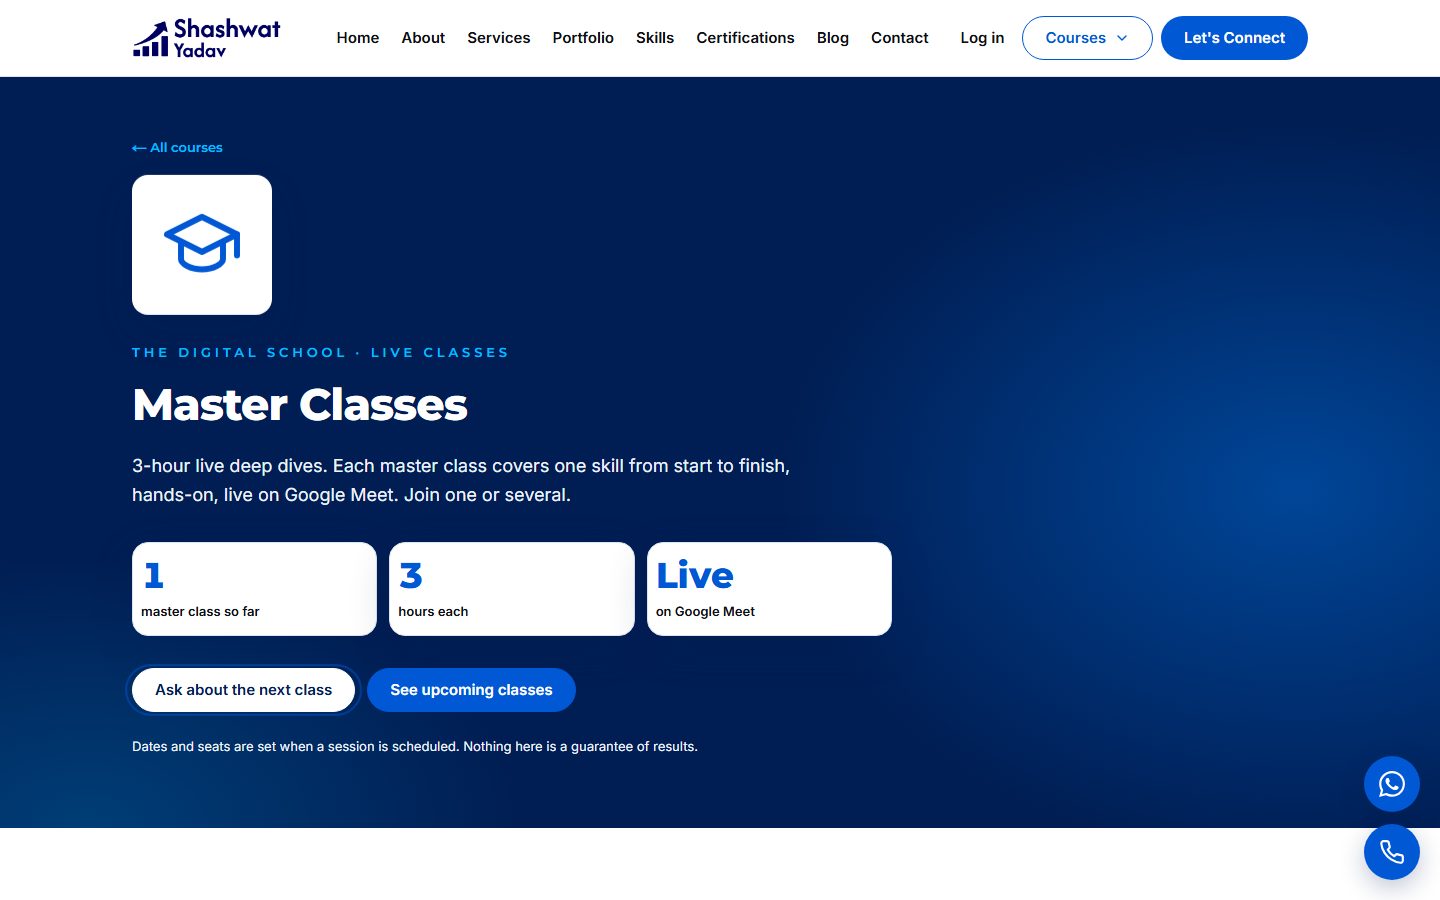 Shashwat
Yadav
Home
About
Services
Portfolio
Skills
Certifications
Blog
Contact
Log in
Courses
Let's Connect
← All courses
THE DIGITAL SCHOOL · LIVE CLASSES
Master Classes
3-hour live deep dives. Each master class covers one skill from start to finish,
hands-on, live on Google Meet. Join one or several.
1
master class so far
3
hours each
Live
on Google Meet
Ask about the next class
See upcoming classes
Dates and seats are set when a session is scheduled. Nothing here is a guarantee of results.